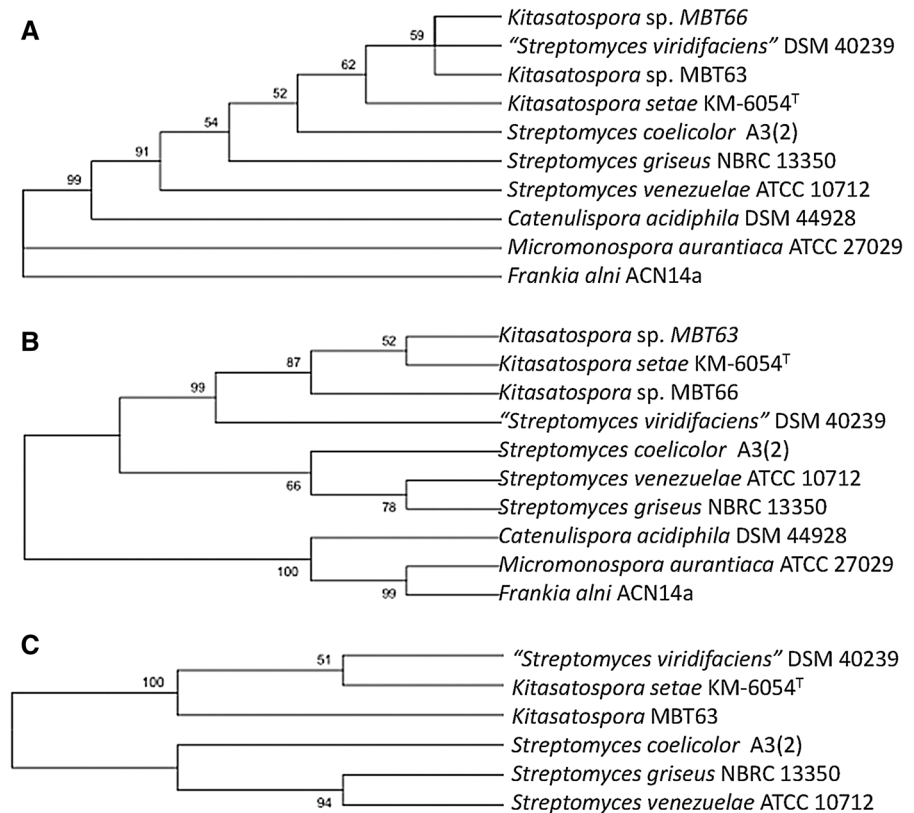 A
Kitasatospora sp. MBT66
59
“Streptomyces viridifaciens” DSM 40239
62
Kitasatospora sp. MBT63
52
Kitasatospora setae KM-6054ᵀ
54
Streptomyces coelicolor A3(2)
91
Streptomyces griseus NBRC 13350
99
Streptomyces venezuelae ATCC 10712
Catenulispora acidiphila DSM 44928
Micromonospora aurantiaca ATCC 27029
Frankia alni ACN14a
B
Kitasatospora sp. MBT63
52
Kitasatospora setae KM-6054ᵀ
87
Kitasatospora sp. MBT66
99
“Streptomyces viridifaciens” DSM 40239
Streptomyces coelicolor A3(2)
66
Streptomyces venezuelae ATCC 10712
78
Streptomyces griseus NBRC 13350
Catenulispora acidiphila DSM 44928
100
Micromonospora aurantiaca ATCC 27029
99
Frankia alni ACN14a
C
51
“Streptomyces viridifaciens” DSM 40239
100
Kitasatospora setae KM-6054ᵀ
Kitasatospora MBT63
Streptomyces coelicolor A3(2)
Streptomyces griseus NBRC 13350
94
Streptomyces venezuelae ATCC 10712